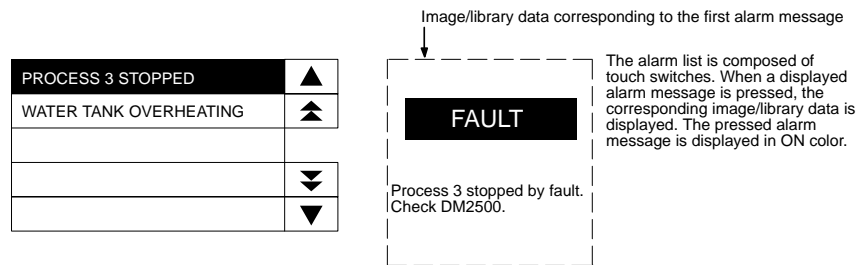 Image/library data corresponding to the first alarm message
PROCESS 3 STOPPED
WATER TANK OVERHEATING
FAULT
Process 3 stopped by fault.
Check DM2500.
The alarm list is composed of
touch switches. When a displayed
alarm message is pressed, the
corresponding image/library data is
displayed. The pressed alarm
message is displayed in ON color.